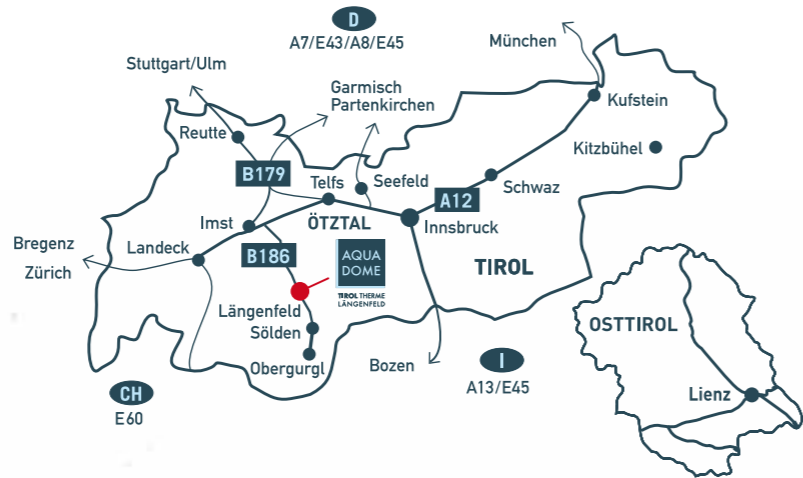 D
A7/E43/A8/E45
München
Stuttgart/Ulm
Garmisch
Partenkirchen
Kufstein
Reutte
Kitzbühel
B179
Telfs
Seefeld
Schwaz
A12
Imst
ÖTZTAL
Innsbruck
Bregenz
Zürich
Landeck
B186
AQUA
DOME
TIROL
TIROL THERME
LÄNGENFELD
Längenfeld
Sölden
Obergurgl
Bozen
I
A13/E45
CH
E60
OSTTIROL
Lienz